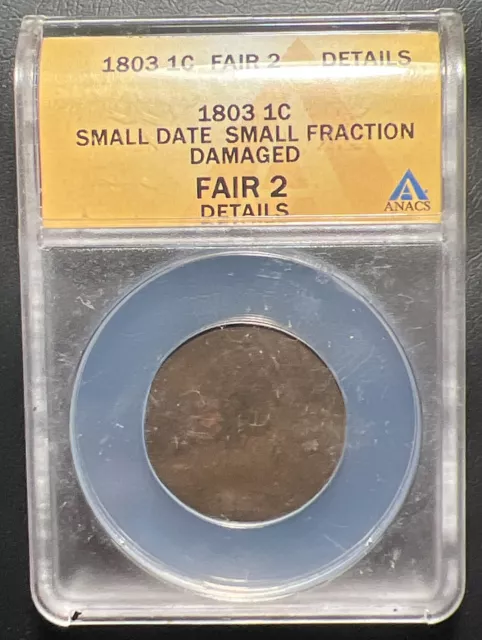 1803 1C FAIR 2 DETAILS
1803 1C
SMALL DATE SMALL FRACTION
DAMAGED
FAIR 2
DETAILS
ANACS